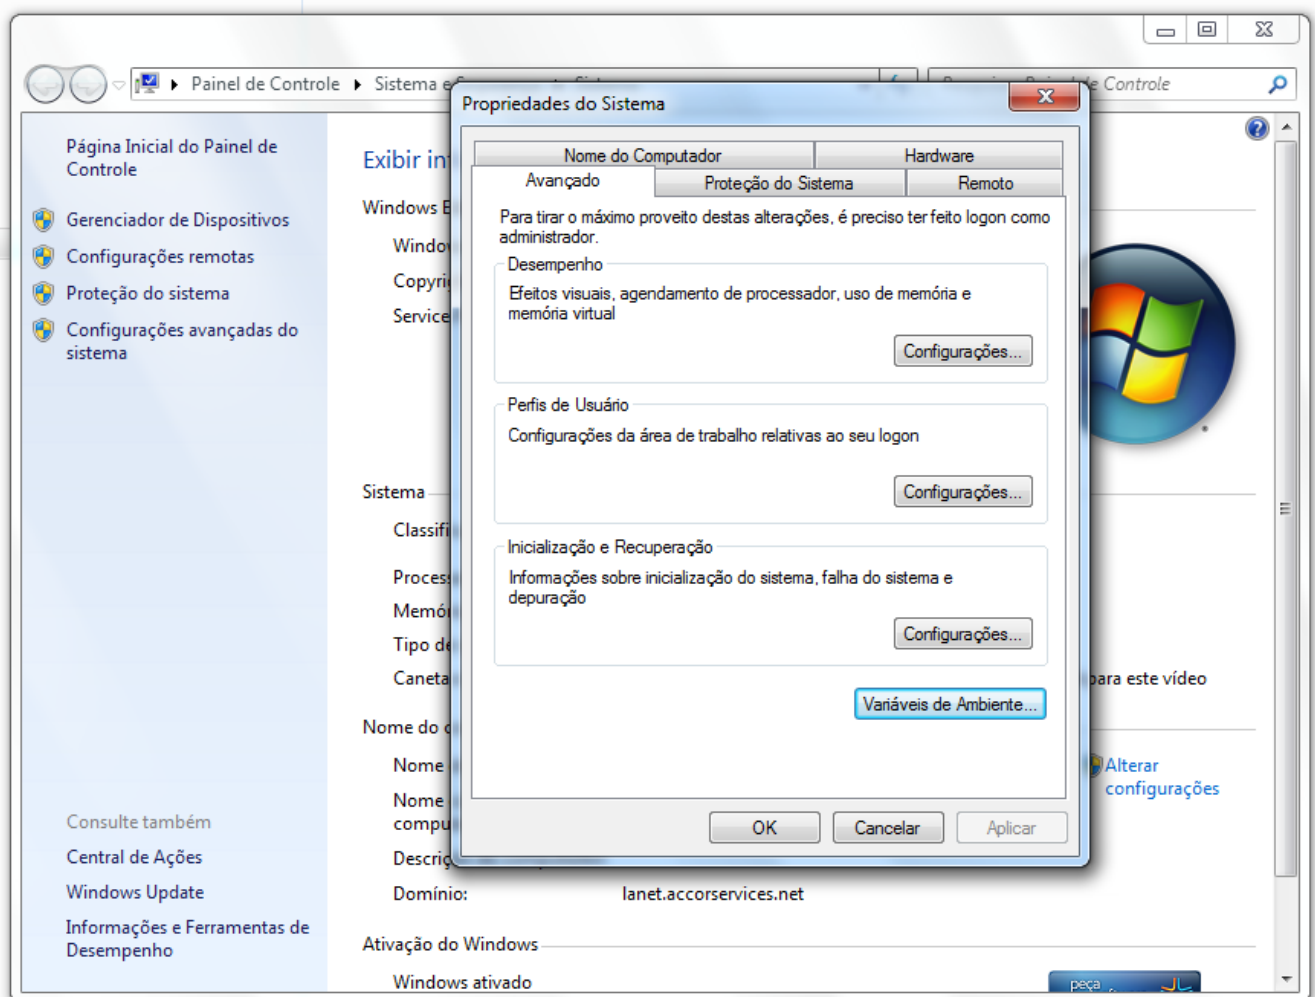 Painel de Controle
Sistema e
Controle
Página Inicial do Painel de
Controle
Gerenciador de Dispositivos
Configurações remotas
Proteção do sistema
Configurações avançadas do
sistema
Consulte também
Central de Ações
Windows Update
Informações e Ferramentas de
Desempenho
Exibir in
Windows E
Window
Copyri
Service
Sistema
Classifi
Proces
Memó
Tipo de
Caneta
para este vídeo
Nome do c
Nome
Nome
compu
Descriç
Alterar
configurações
Domínio: lanet.accorservices.net
Ativação do Windows
Windows ativado
peça
Propriedades do Sistema
Nome do Computador Hardware
Avançado Proteção do Sistema Remoto
Para tirar o máximo proveito destas alterações, é preciso ter feito logon como
administrador.
Desempenho
Efeitos visuais, agendamento de processador, uso de memória e
memória virtual
Configurações...
Perfis de Usuário
Configurações da área de trabalho relativas ao seu logon
Configurações...
Inicialização e Recuperação
Informações sobre inicialização do sistema, falha do sistema e
depuração
Configurações...
Variáveis de Ambiente...
OK Cancelar Aplicar